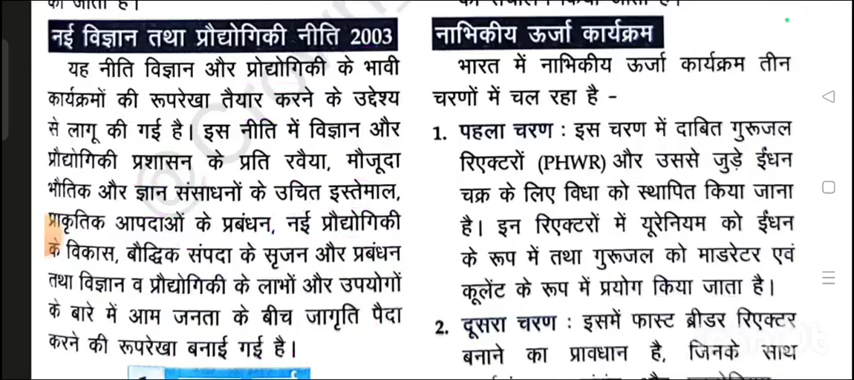 नई विज्ञान तथा प्रौद्योगिकी नीति 2003
यह नीति विज्ञान और प्रोद्योगिकी के भावी
कार्यक्रमों की रूपरेखा तैयार करने के उद्देश्य
से लागू की गई है। इस नीति में विज्ञान और
प्रौद्योगिकी प्रशासन के प्रति रवैया, मौजूदा
भौतिक और ज्ञान संसाधनों के उचित इस्तेमाल,
प्राकृतिक आपदाओं के प्रबंधन, नई प्रौद्योगिकी
के विकास, बौद्धिक संपदा के सृजन और प्रबंधन
तथा विज्ञान व प्रौद्योगिकी के लाभों और उपयोगों
के बारे में आम जनता के बीच जागृति पैदा
करने की रूपरेखा बनाई गई है।
नाभिकीय ऊर्जा कार्यक्रम
भारत में नाभिकीय ऊर्जा कार्यक्रम तीन
चरणों में चल रहा है -
1. पहला चरण : इस चरण में दाबित गुरूजल
रिएक्टरों (PHWR) और उससे जुड़े ईंधन
चक्र के लिए विधा को स्थापित किया जाना
है। इन रिएक्टरों में यूरेनियम को ईंधन
के रूप में तथा गुरूजल को माडरेटर एवं
कूलेंट के रूप में प्रयोग किया जाता है।
2. दूसरा चरण : इसमें फास्ट ब्रीडर रिएक्टर
बनाने का प्रावधान है, जिनके साथ